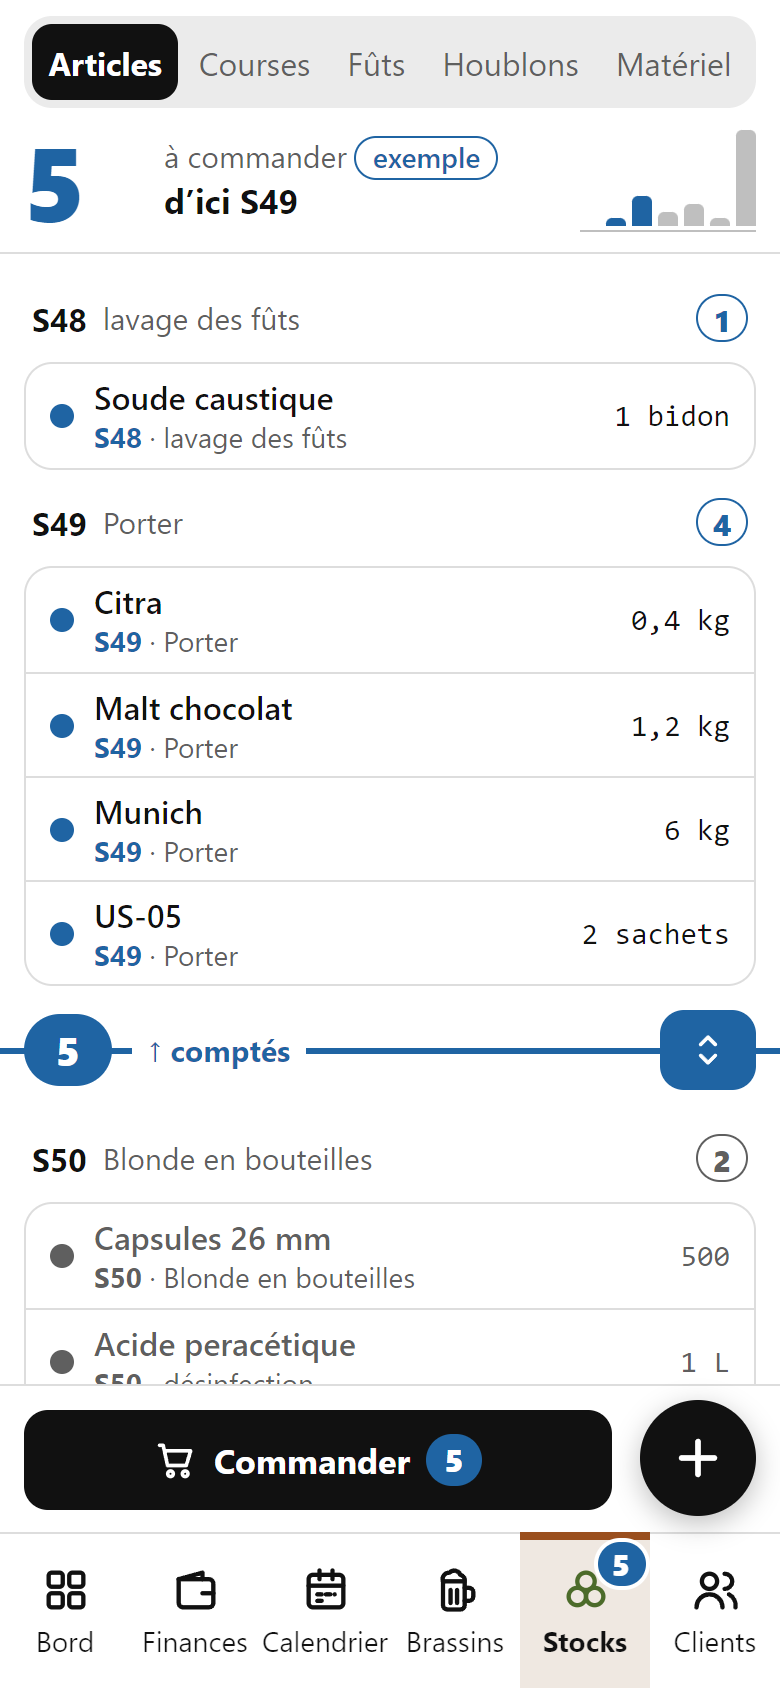 Articles Courses Fûts Houblons Matériel
5 à commander exemple
d'ici S49
S48 lavage des fûts 1
Soude caustique 1 bidon
S48 · lavage des fûts
S49 Porter 4
Citra 0,4 kg
S49 · Porter
Malt chocolat 1,2 kg
S49 · Porter
Munich 6 kg
S49 · Porter
US-05 2 sachets
S49 · Porter
5 ↑ comptés
S50 Blonde en bouteilles 2
Capsules 26 mm 500
S50 · Blonde en bouteilles
Acide peracétique 1 L
S50 · désinfection
Commander 5
5
Bord Finances Calendrier Brassins Stocks Clients